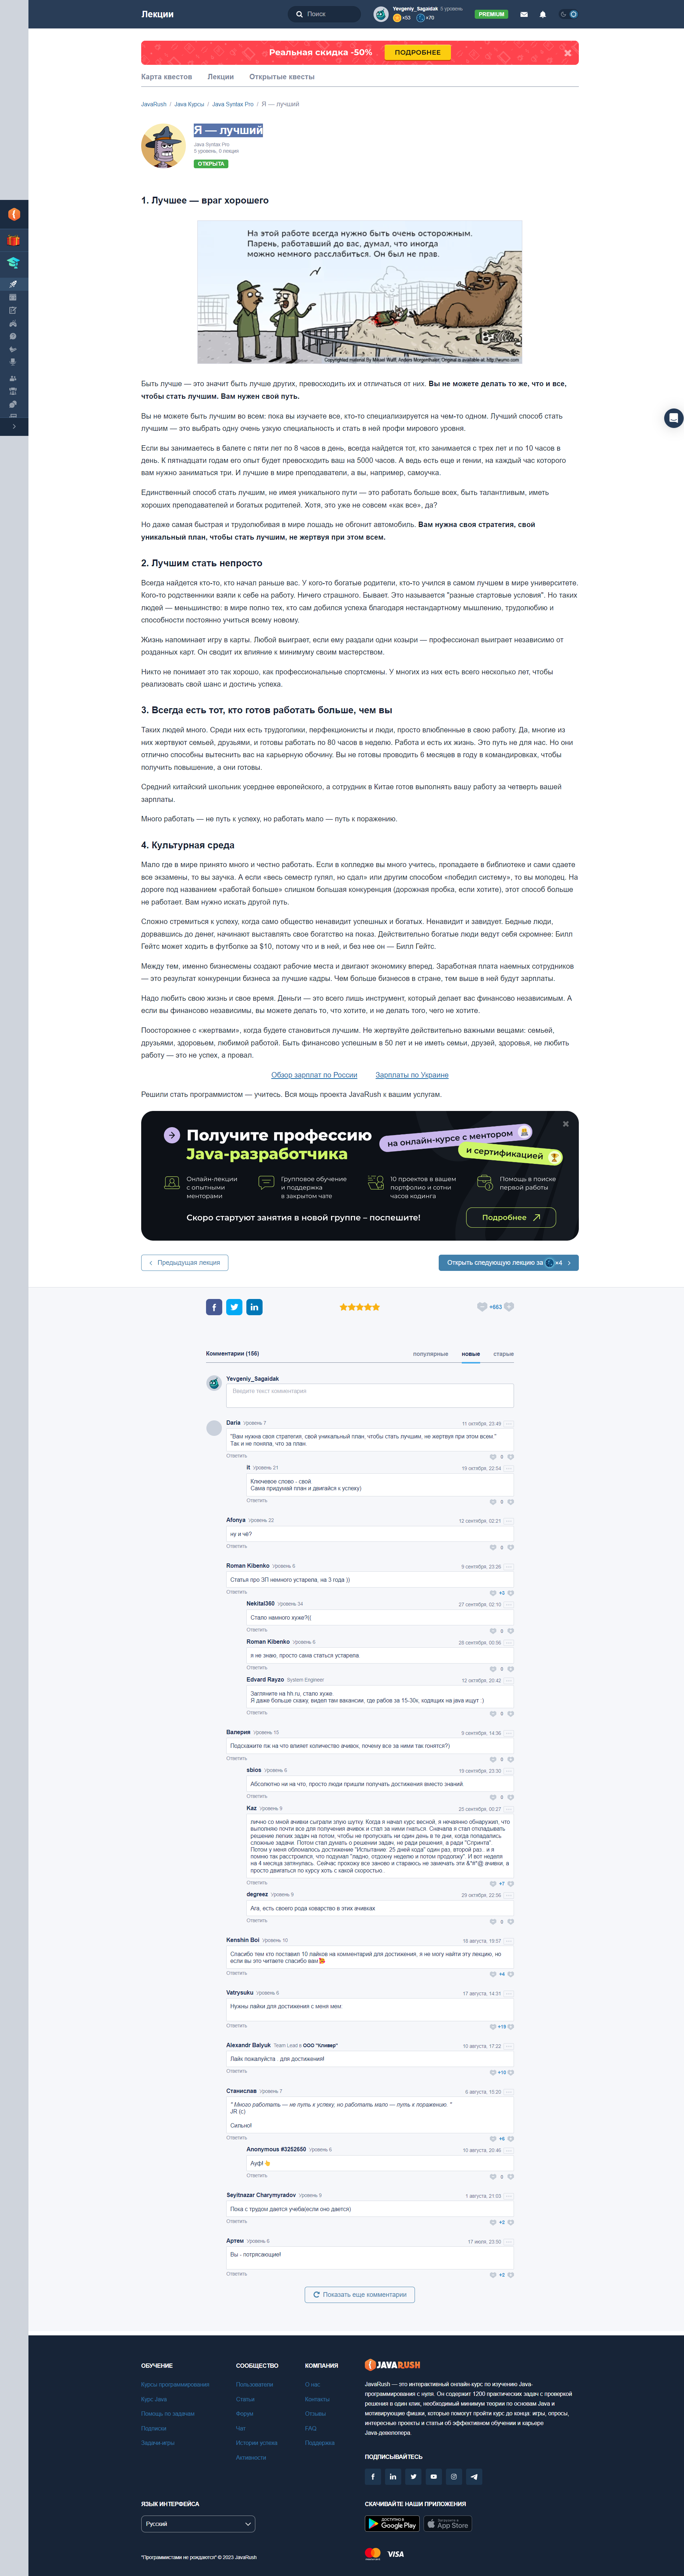 Лекции
Поиск
Yevgeniy_Sagaidak 5 уровень
×53 ×70
PREMIUM
Реальная скидка -50% ПОДРОБНЕЕ
Карта квестов Лекции Открытые квесты
JavaRush / Java Курсы / Java Syntax Pro / Я — лучший
Я — лучший
Java Syntax Pro
5 уровень, 0 лекция
ОТКРЫТА
1. Лучшее — враг хорошего
На этой работе всегда нужно быть очень осторожным.
Парень, работавший до вас, думал, что иногда
можно немного расслабиться. Он был не прав.
Быть лучше — это значит быть лучше других, превосходить их и отличаться от них. Вы не можете делать то же, что и все,
чтобы стать лучшим. Вам нужен свой путь.
Вы не можете быть лучшим во всем: пока вы изучаете все, кто-то специализируется на чем-то одном. Лучший способ стать
лучшим — это выбрать одну очень узкую специальность и стать в ней профи мирового уровня.
Если вы занимаетесь в балете с пяти лет по 8 часов в день, всегда найдется тот, кто занимается с трех лет и по 10 часов в
день. К пятнадцати годам его опыт будет превосходить ваш на 5000 часов. А ведь есть еще и гении, на каждый час которого
вам нужно заниматься три. И лучшие в мире преподаватели, а вы, например, самоучка.
Единственный способ стать лучшим, не имея уникального пути — это работать больше всех, быть талантливым, иметь
хороших преподавателей и богатых родителей. Хотя, это уже не совсем «как все», да?
Но даже самая быстрая и трудолюбивая в мире лошадь не обгонит автомобиль. Вам нужна своя стратегия, свой
уникальный план, чтобы стать лучшим, не жертвуя при этом всем.
2. Лучшим стать непросто
Всегда найдется кто-то, кто начал раньше вас. У кого-то богатые родители, кто-то учился в самом лучшем в мире университете.
Кого-то родственники взяли к себе на работу. Ничего страшного. Бывает. Это называется "разные стартовые условия". Но таких
людей — меньшинство: в мире полно тех, кто сам добился успеха благодаря нестандартному мышлению, трудолюбию и
способности постоянно учиться всему новому.
Жизнь напоминает игру в карты. Любой выиграет, если ему раздали одни козыри — профессионал выиграет независимо от
розданных карт. Он сводит их влияние к минимуму своим мастерством.
Никто не понимает это так хорошо, как профессиональные спортсмены. У многих из них есть всего несколько лет, чтобы
реализовать свой шанс и достичь успеха.
3. Всегда есть тот, кто готов работать больше, чем вы
Таких людей много. Среди них есть трудоголики, перфекционисты и люди, просто влюбленные в свою работу. Да, многие из
них жертвуют семьей, друзьями, и готовы работать по 80 часов в неделю. Работа и есть их жизнь. Это путь не для нас. Но они
отлично способны вытеснить вас на карьерную обочину. Вы не готовы проводить 6 месяцев в году в командировках, чтобы
получить повышение, а они готовы.
Средний китайский школьник усерднее европейского, а сотрудник в Китае готов выполнять вашу работу за четверть вашей
зарплаты.
Много работать — не путь к успеху, но работать мало — путь к поражению.
4. Культурная среда
Мало где в мире принято много и честно работать. Если в колледже вы много учитесь, пропадаете в библиотеке и сами сдаете
все экзамены, то вы заучка. А если «весь семестр гулял, но сдал» или другим способом «победил систему», то вы молодец. На
дороге под названием «работай больше» слишком большая конкуренция (дорожная пробка, если хотите), этот способ больше
не работает. Вам нужно искать другой путь.
Сложно стремиться к успеху, когда само общество ненавидит успешных и богатых. Ненавидит и завидует. Бедные люди,
дорвавшись до денег, начинают выставлять свое богатство на показ. Действительно богатые люди ведут себя скромнее: Билл
Гейтс может ходить в футболке за $10, потому что и в ней, и без нее он — Билл Гейтс.
Между тем, именно бизнесмены создают рабочие места и двигают экономику вперед. Заработная плата наемных сотрудников
— это результат конкуренции бизнеса за лучшие кадры. Чем больше бизнесов в стране, тем выше в ней будут зарплаты.
Надо любить свою жизнь и свое время. Деньги — это всего лишь инструмент, который делает вас финансово независимым. А
если вы финансово независимы, вы можете делать то, что хотите, и не делать того, чего не хотите.
Поосторожнее с «жертвами», когда будете становиться лучшим. Не жертвуйте действительно важными вещами: семьей,
друзьями, здоровьем, любимой работой. Быть финансово успешным в 50 лет и не иметь семьи, друзей, здоровья, не любить
работу — это не успех, а провал.
Обзор зарплат по России Зарплаты по Украине
Решили стать программистом — учитесь. Вся мощь проекта JavaRush к вашим услугам.
Получите профессию
Java-разработчика
на онлайн-курсе с ментором
и сертификацией
Онлайн-лекции
с опытными
менторами
Групповое обучение
и поддержка
в закрытом чате
10 проектов в вашем
портфолио и сотни
часов кодинга
Помощь в поиске
первой работы
Скоро стартуют занятия в новой группе – поспешите!
Подробнее
Предыдущая лекция
Открыть следующую лекцию за ×4
+663
Комментарии (156)
популярные новые старые
Yevgeniy_Sagaidak
Введите текст комментария
Daria Уровень 7 11 октября, 23:49
"Вам нужна своя стратегия, свой уникальный план, чтобы стать лучшим, не жертвуя при этом всем."
Так и не поняла, что за план.
Ответить 0
It Уровень 21 19 октября, 22:54
Ключевое слово - свой.
Сама придумай план и двигайся к успеху)
Ответить 0
Afonya Уровень 22 12 сентября, 02:21
ну и чё?
Ответить 0
Roman Kibenko Уровень 6 9 сентября, 23:26
Статья про ЗП немного устарела, на 3 года ))
Ответить +3
Nekital360 Уровень 34 27 сентября, 02:10
Стало намного хуже?((
Ответить 0
Roman Kibenko Уровень 6 28 сентября, 00:06
я не знаю, просто сама статься устарела.
Ответить 0
Edvard Rayzo System Engineer 12 октября, 20:42
Загляните на hh.ru, стало хуже.
Я даже больше скажу, видел там вакансии, где рабов за 15-30к, кодящих на java ищут :)
Ответить 0
Валерия Уровень 10 9 сентября, 14:36
Подскажите пж на что влияет количество ачивок, почему все за ними так гонятся?)
Ответить 0
sbios Уровень 6 19 сентября, 23:30
Абсолютно ни на что, просто люди пришли получать достижения вместо знаний.
Ответить 0
Kaz Уровень 9 25 сентября, 00:27
лично со мной ачивки сыграли злую шутку. Когда я начал курс весной, я нечаянно обнаружил, что
выполняю почти все для получения ачивок и стал за ними гнаться. Сначала я стал откладывать
решение легких задач на потом, чтобы не пропускать ни один день в те дни, когда попадались
сложные задачи. Потом стал думать о решении задач, не ради решения, а ради "Спринта".
Потом у меня обломалось достижение "Испытание: 25 дней кода" один раз, второй раз.. и я
помню так расстроился, что подумал "ладно, отдохну неделю и потом продолжу". И вот неделя
на 4 месяца затянулась. Сейчас прохожу все заново и стараюсь не замечать эти &*#^@ ачивки, а
просто двигаться по курсу хоть с какой скоростью..
Ответить +7
degreez Уровень 8 29 октября, 22:56
Ага, есть своего рода коварство в этих ачивках
Ответить 0
Kenshin Boi Уровень 10 18 августа, 19:57
Спасибо тем кто поставил 10 лайков на комментарий для достижения, я не могу найти эту лекцию, но
если вы это читаете спасибо вам
Ответить +4
Vatrysuku Уровень 6 17 августа, 14:31
Нужны лайки для достижения с меня мем:
Ответить +19
Alexandr Balyuk Team Lead в ООО "Кливер" 10 августа, 17:22
Лайк пожалуйста для достижения!
Ответить +10
Станислав Уровень 7 6 августа, 15:20
" Много работать — не путь к успеху, но работать мало — путь к поражению. "
JR (c)
Сильно!
Ответить +6
Anonymous #3252650 Уровень 6 10 августа, 20:46
Ауф!
Ответить 0
Seyitnazar Charymyradov Уровень 9 1 августа, 21:03
Пока с трудом дается учеба(если оно дается)
Ответить +2
Артем Уровень 6 17 июля, 23:50
Вы - потрясающие!
Ответить +2
Показать еще комментарии
ОБУЧЕНИЕ
Курсы программирования
Курс Java
Помощь по задачам
Подписки
Задачи-игры
СООБЩЕСТВО
Пользователи
Статьи
Форум
Чат
Истории успеха
Активности
КОМПАНИЯ
О нас
Контакты
Отзывы
FAQ
Поддержка
JAVARUSH
JavaRush — это интерактивный онлайн-курс по изучению Java-
программирования с нуля. Он содержит 1200 практических задач с проверкой
решения в один клик, необходимый минимум теории по основам Java и
мотивирующие фишки, которые помогут пройти курс до конца: игры, опросы,
интересные проекты и статьи об эффективном обучении и карьере
Java-девелопера.
ПОДПИСЫВАЙТЕСЬ
ЯЗЫК ИНТЕРФЕЙСА
Русский
СКАЧИВАЙТЕ НАШИ ПРИЛОЖЕНИЯ
ДОСТУПНО В
Google Play
App Store
"Программистами не рождаются" © 2023 JavaRush
VISA